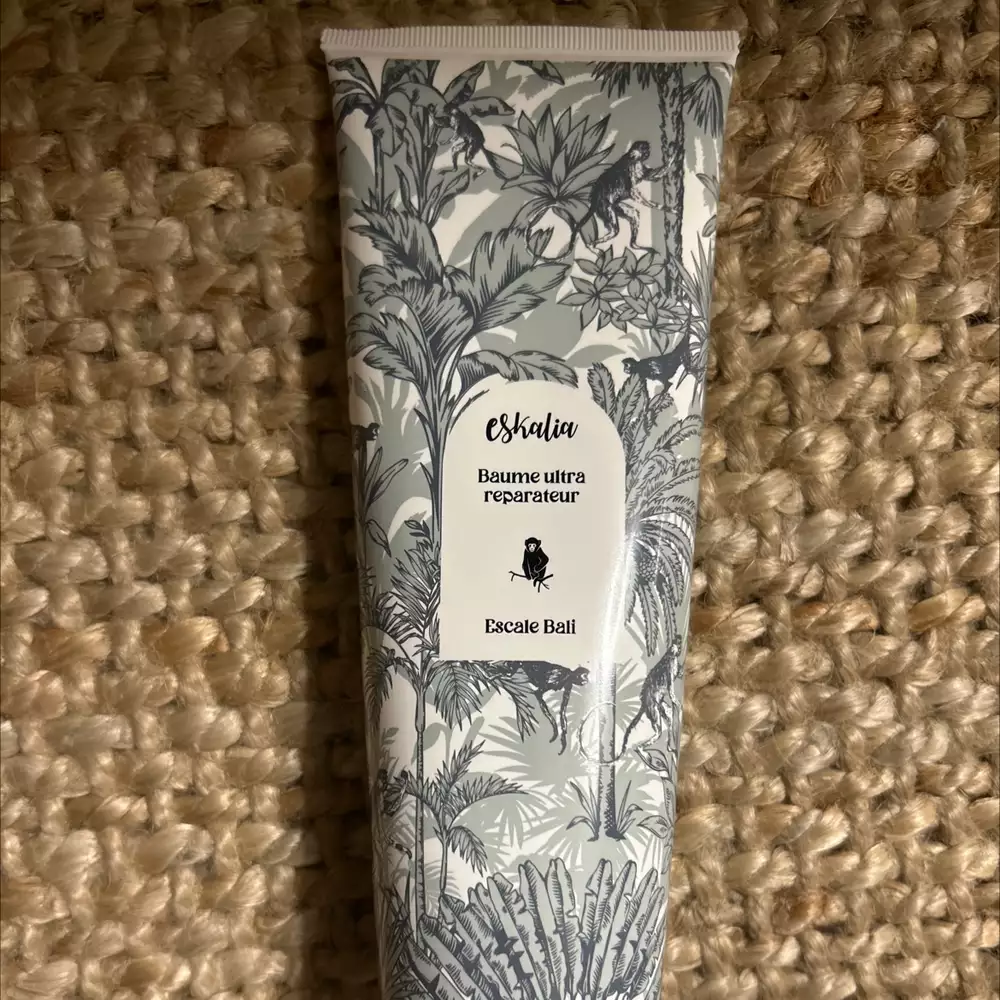 eskalia
Baume ultra
reparateur
Escale Bali